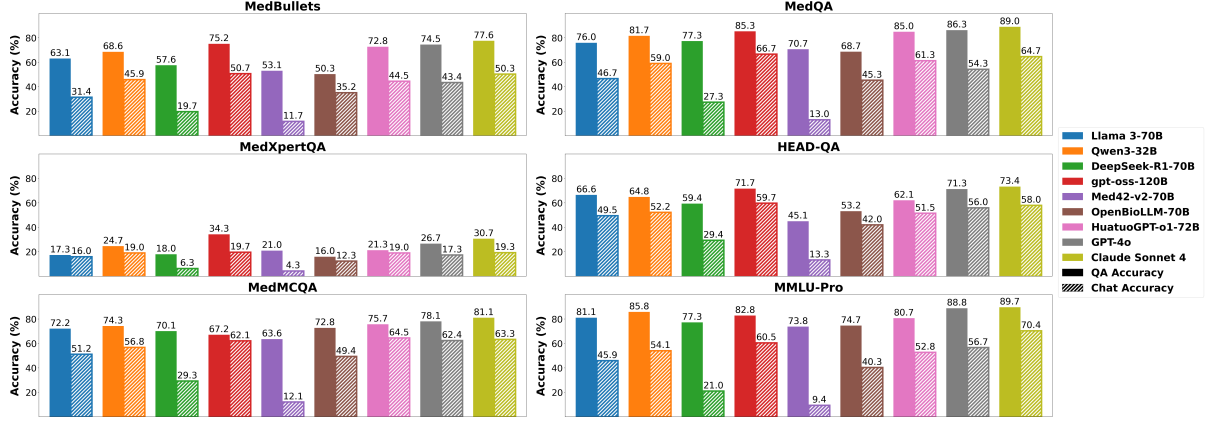 MedBullets
Accuracy (%)
80
60
40
20
63.1 31.4 68.6 45.9 57.6 19.7 75.2 50.7 53.1 11.7 50.3 35.2 72.8 44.5 74.5 43.4 77.6 50.3
MedQA
Accuracy (%)
80
60
40
20
76.0 46.7 81.7 59.0 77.3 27.3 85.3 66.7 70.7 13.0 68.7 45.3 85.0 61.3 86.3 54.3 89.0 64.7
MedXpertQA
Accuracy (%)
80
60
40
20
17.3 16.0 24.7 19.0 18.0 6.3 34.3 19.7 21.0 4.3 16.0 12.3 21.3 19.0 26.7 17.3 30.7 19.3
HEAD-QA
Accuracy (%)
80
60
40
20
66.6 49.5 64.8 52.2 59.4 29.4 71.7 59.7 45.1 13.3 53.2 42.0 62.1 51.5 71.3 56.0 73.4 58.0
MedMCQA
Accuracy (%)
80
60
40
20
72.2 51.2 74.3 56.8 70.1 29.3 67.2 62.1 63.6 12.1 72.8 49.4 75.7 64.5 78.1 62.4 81.1 63.3
MMLU-Pro
Accuracy (%)
80
60
40
20
81.1 45.9 85.8 54.1 77.3 21.0 82.8 60.5 73.8 9.4 74.7 40.3 80.7 52.8 88.8 56.7 89.7 70.4
Llama 3-70B
Qwen3-32B
DeepSeek-R1-70B
gpt-oss-120B
Med42-v2-70B
OpenBioLLM-70B
HuatuoGPT-o1-72B
GPT-4o
Claude Sonnet 4
QA Accuracy
Chat Accuracy